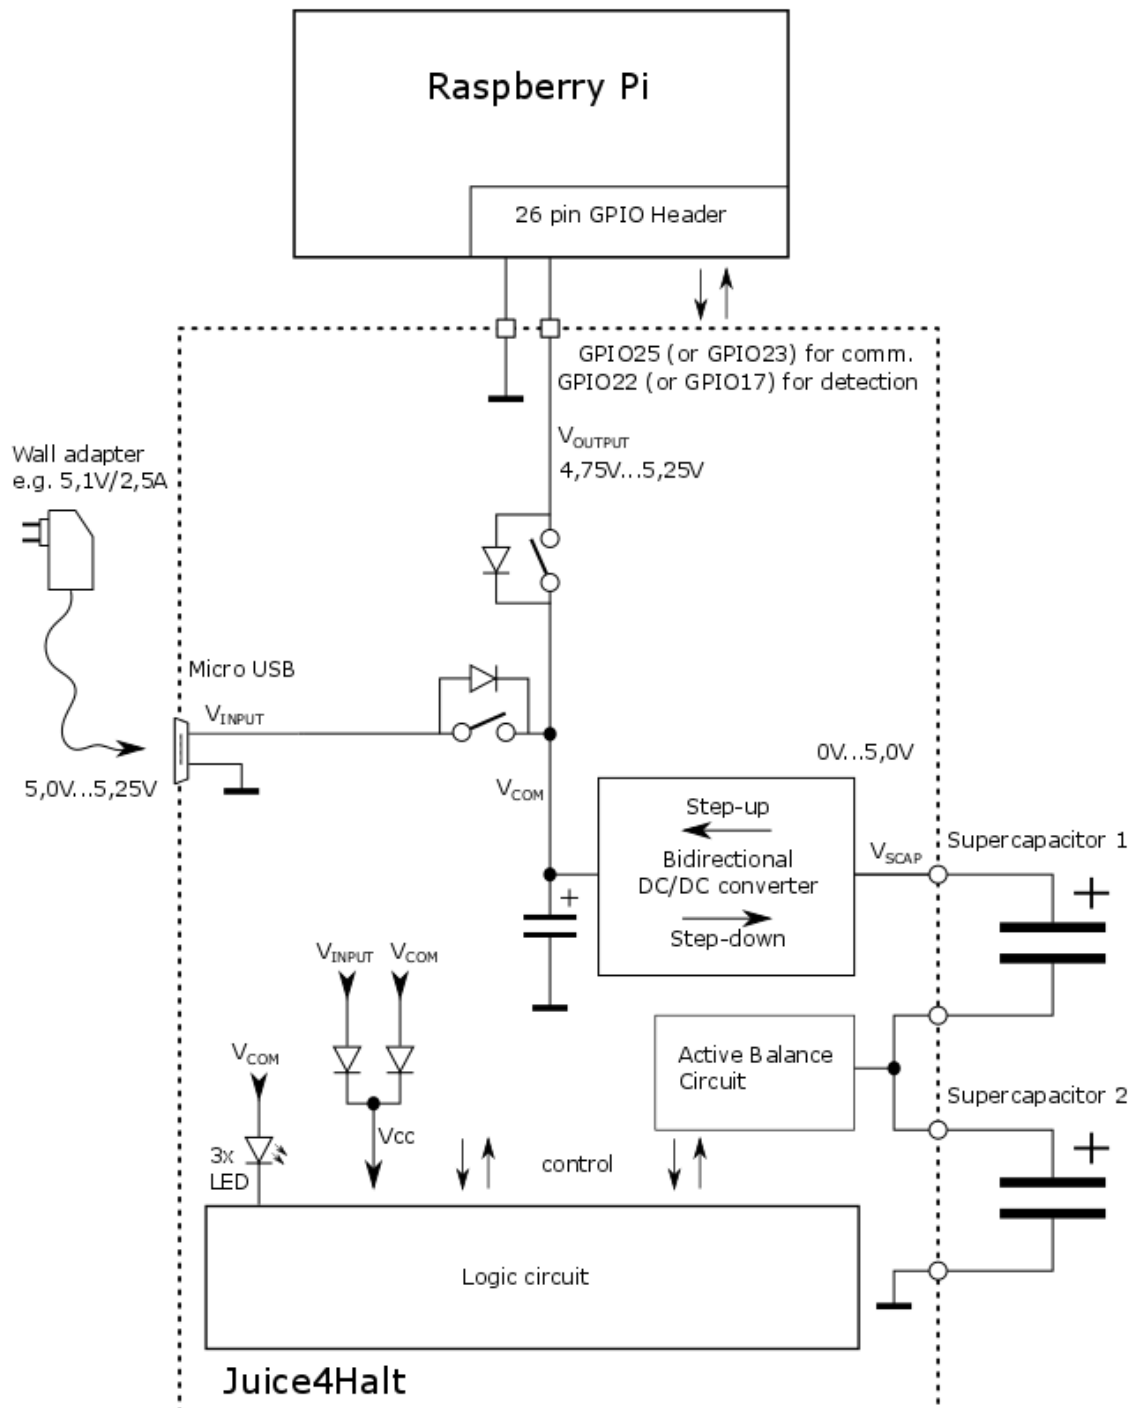 Raspberry Pi
26 pin GPIO Header
GPIO25 (or GPIO23) for comm.
GPIO22 (or GPIO17) for detection
VOUTPUT
4,75V...5,25V
Wall adapter
e.g. 5,1V/2,5A
Micro USB
VINPUT
5,0V...5,25V
VCOM
0V...5,0V
Step-up
Bidirectional
DC/DC converter
Step-down
VSCAP
Supercapacitor 1
+
+
VINPUT
VCOM
VCOM
Active Balance
Circuit
Supercapacitor 2
+
Vcc
3x
LED
control
Logic circuit
Juice4Halt